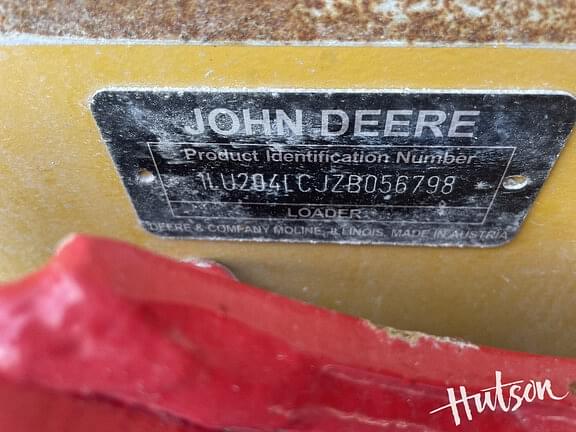 JOHN DEERE
Product Identification Number
1LU204LCJZB056798
LOADER
DEERE & COMPANY MOLINE, ILLINOIS, MADE IN AUSTRIA
Hutson